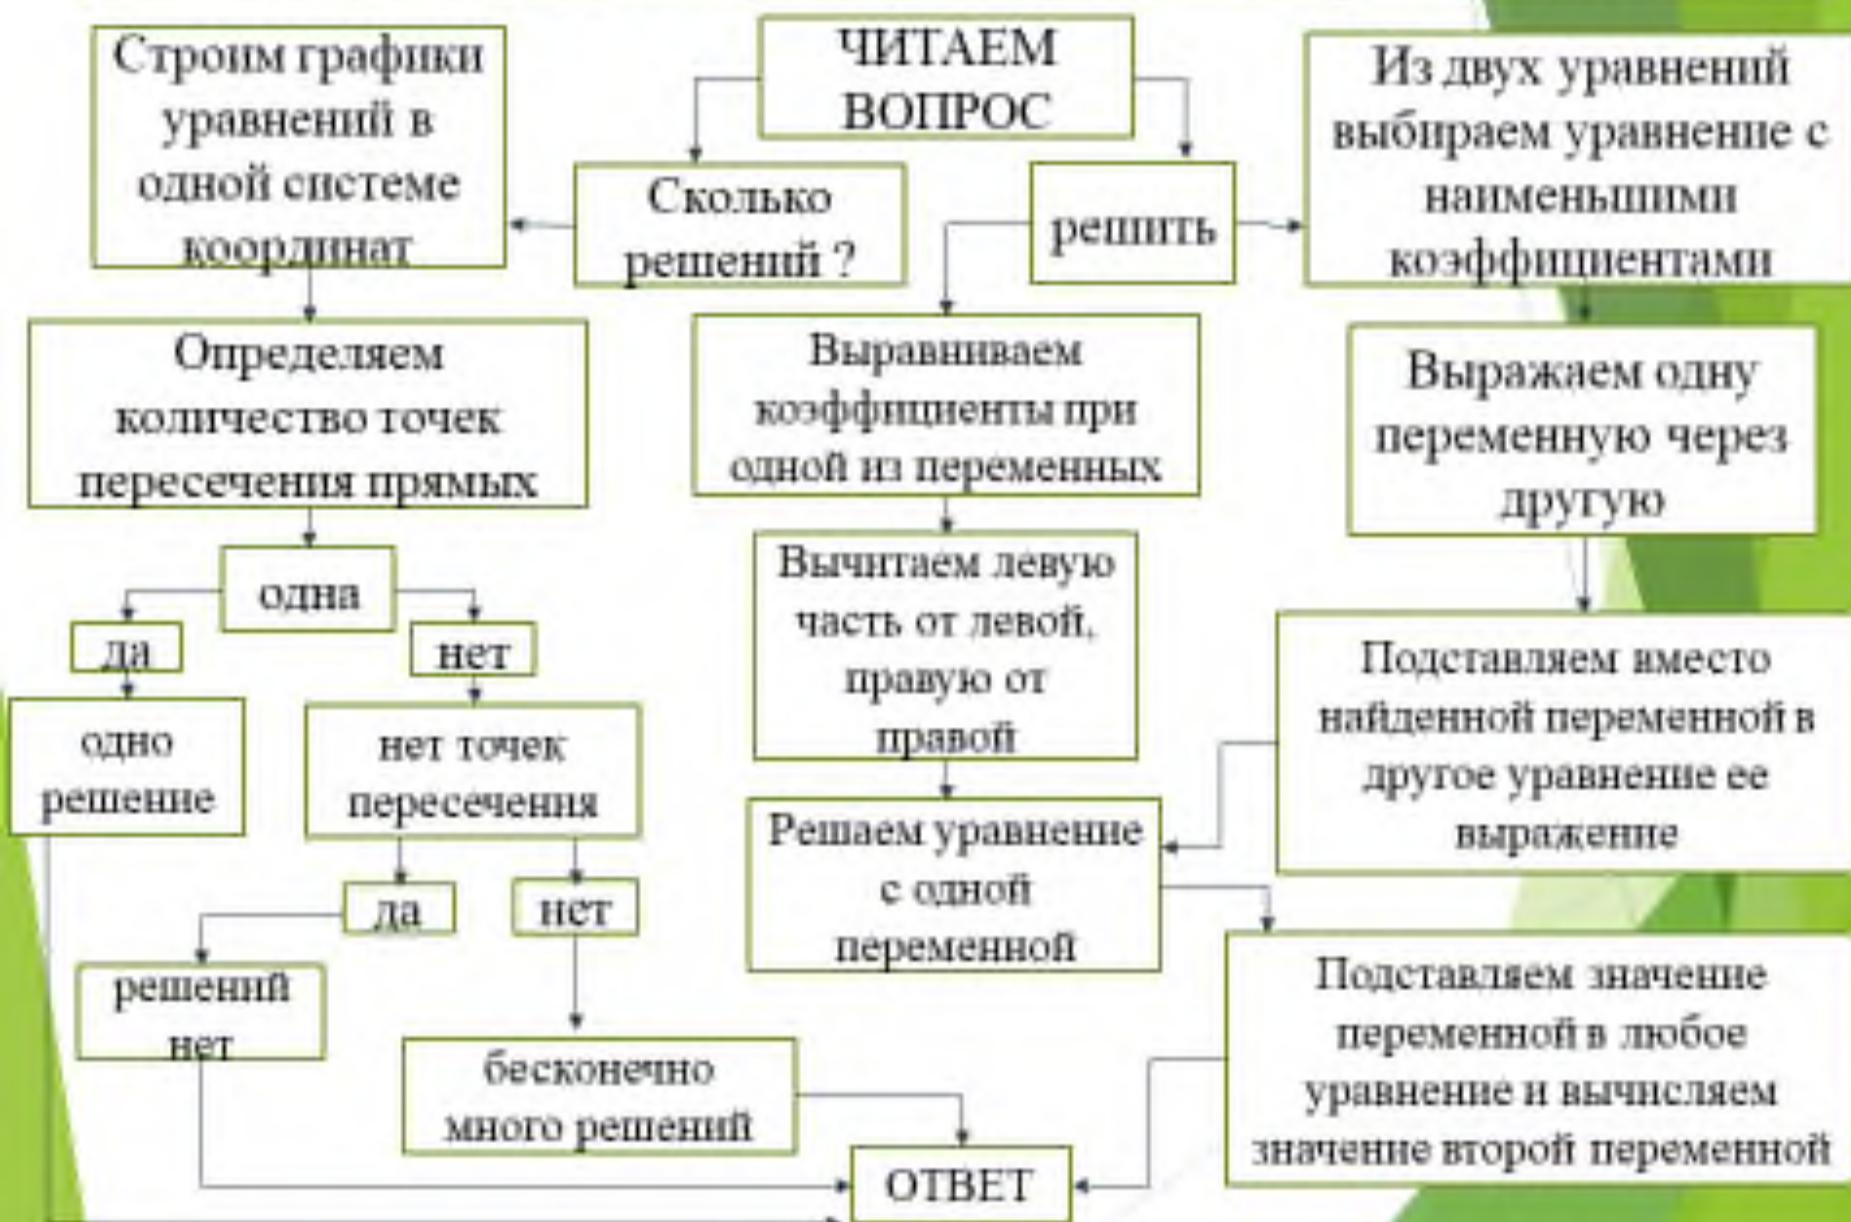 ЧИТАЕМ
ВОПРОС
Строим графики
уравнений в
одной системе
координат
Сколько
решений ?
решить
Из двух уравнений
выбираем уравнение с
наименьшими
коэффициентами
Определяем
количество точек
пересечения прямых
Выравниваем
коэффициенты при
одной из переменных
Выражаем одну
переменную через
другую
одна
да
нет
Вычитаем левую
часть от левой,
правую от
правой
Подставляем вместо
найденной переменной в
другое уравнение ее
выражение
одно
решение
нет точек
пересечения
Решаем уравнение
с одной
переменной
да
нет
решений
нет
Подставляем значение
переменной в любое
уравнение и вычисляем
значение второй переменной
бесконечно
много решений
ОТВЕТ